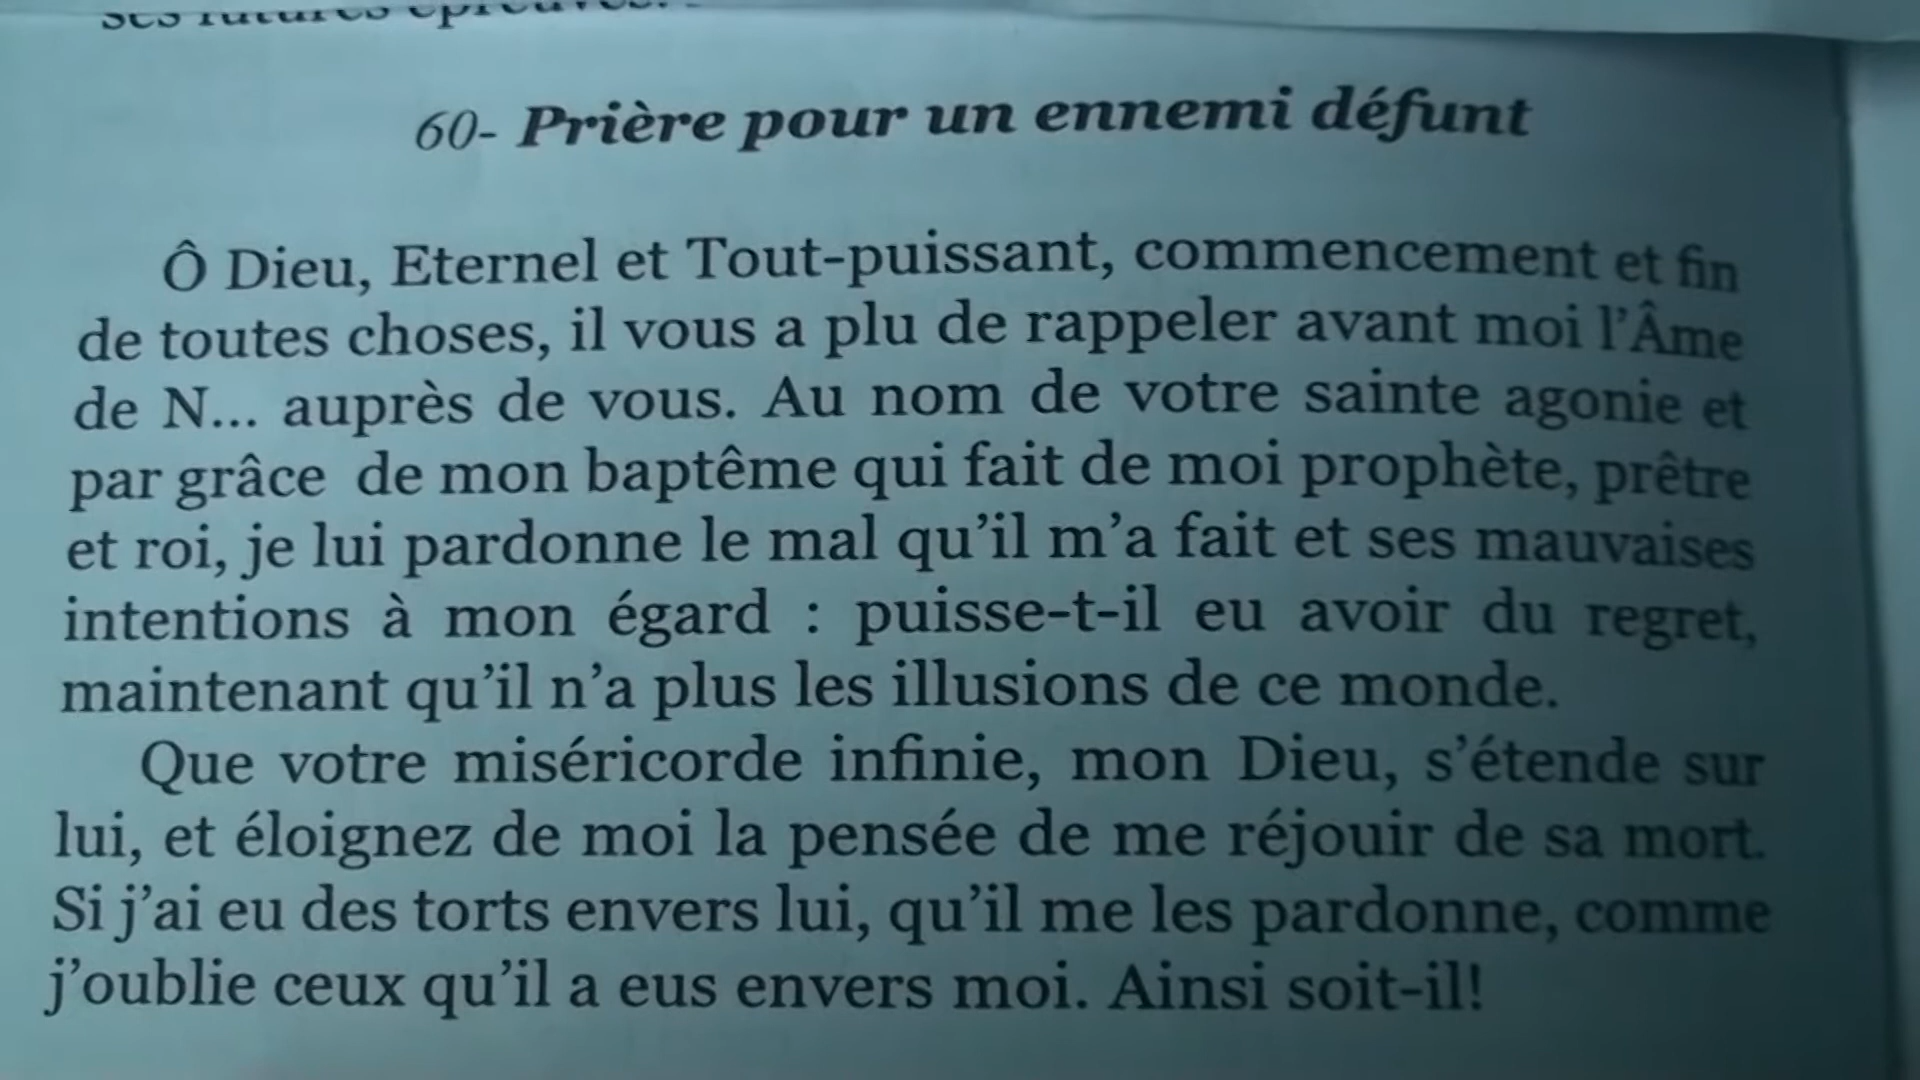 ses futures épreuves.
60- Prière pour un ennemi défunt
Ô Dieu, Eternel et Tout-puissant, commencement et fin
de toutes choses, il vous a plu de rappeler avant moi l’Âme
de N... auprès de vous. Au nom de votre sainte agonie et
par grâce de mon baptême qui fait de moi prophète, prêtre
et roi, je lui pardonne le mal qu’il m’a fait et ses mauvaises
intentions à mon égard : puisse-t-il eu avoir du regret,
maintenant qu’il n’a plus les illusions de ce monde.
Que votre miséricorde infinie, mon Dieu, s’étende sur
lui, et éloignez de moi la pensée de me réjouir de sa mort.
Si j’ai eu des torts envers lui, qu’il me les pardonne, comme
j’oublie ceux qu’il a eus envers moi. Ainsi soit-il!